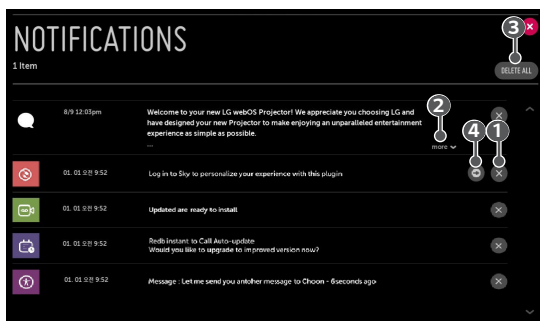 NOTIFICATIONS
3
1 Item
DELETE ALL
8/9 12:03pm
Welcome to your new LG webOS Projector! We appreciate you choosing LG and
have designed your new Projector to make enjoying an unparalleled entertainment
experience as simple as possible.
...
2
more
4
1
01. 01 오전 9:52
Log in to Sky to personalize your experience with this plugin
01. 01 오전 9:52
Updated are ready to install
01. 01 오전 9:52
Redb instant to Call Auto-update
Would you like to upgrade to improved version now?
01. 01 오전 9:52
Message : Let me send you antoher message to Choon - 6seconds ago